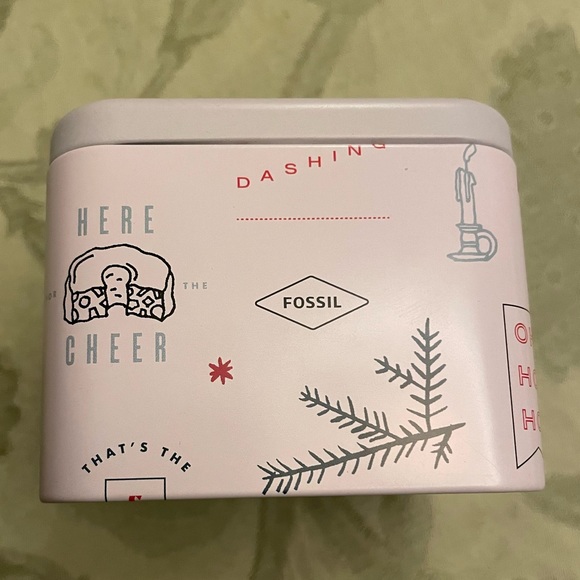 DASHING
HERE
THE
CHEER
FOSSIL
THAT'S THE